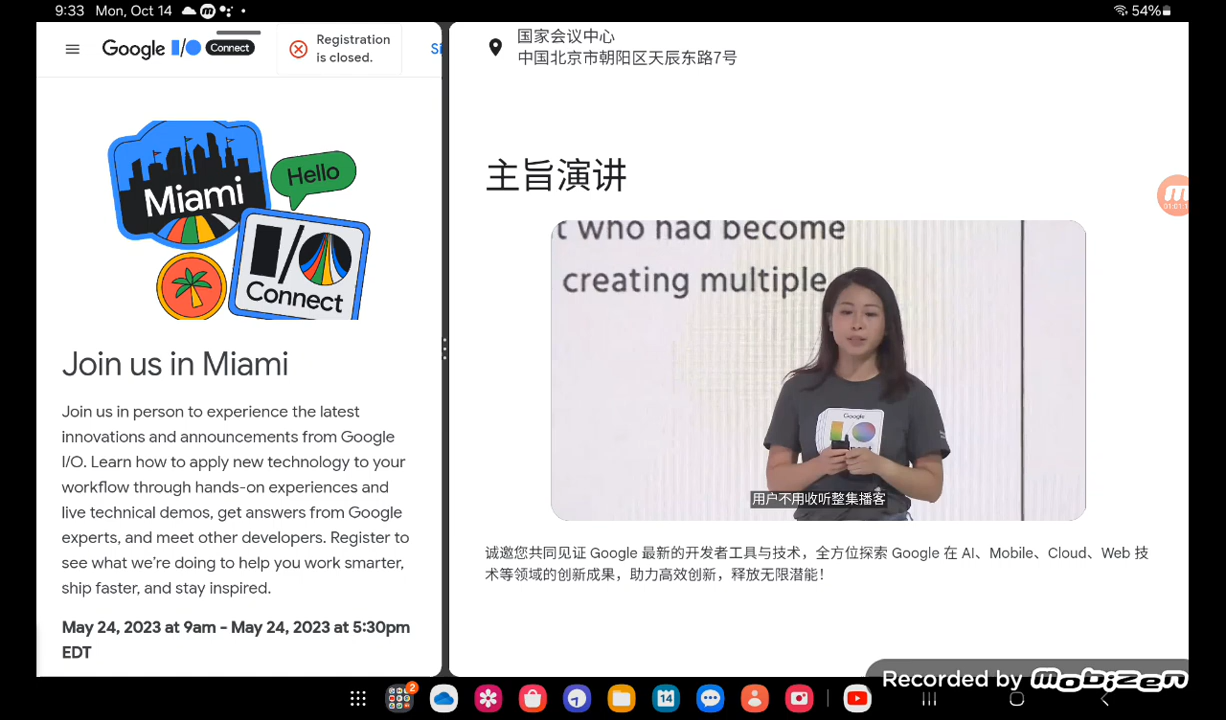 9:33 Mon, Oct 14
54%
Google I/O Connect
Registration
is closed.
Si
Miami
Hello
I/O
Connect
Join us in Miami
Join us in person to experience the latest
innovations and announcements from Google
I/O. Learn how to apply new technology to your
workflow through hands-on experiences and
live technical demos, get answers from Google
experts, and meet other developers. Register to
see what we're doing to help you work smarter,
ship faster, and stay inspired.
May 24, 2023 at 9am - May 24, 2023 at 5:30pm
EDT
国家会议中心
中国北京市朝阳区天辰东路7号
主旨演讲
t who had become
creating multiple
Google
用户不用收听整集播客
诚邀您共同见证 Google 最新的开发者工具与技术，全方位探索 Google 在 AI、Mobile、Cloud、Web 技
术等领域的创新成果，助力高效创新，释放无限潜能！
Recorded by mobizen
2
14